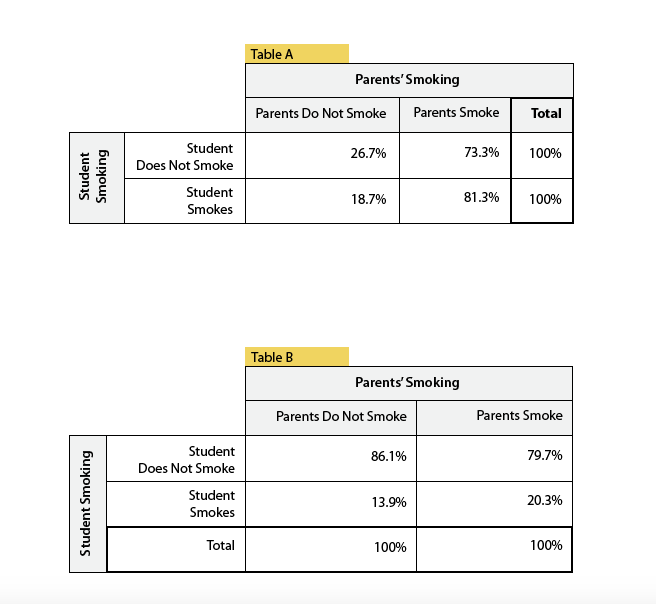 Table A
Parents' Smoking
Parents Do Not Smoke Parents Smoke Total
Student Smoking
Student
Does Not Smoke
26.7% 73.3% 100%
Student
Smokes
18.7% 81.3% 100%
Table B
Parents' Smoking
Parents Do Not Smoke Parents Smoke
Student Smoking
Student
Does Not Smoke
86.1% 79.7%
Student
Smokes
13.9% 20.3%
Total 100% 100%